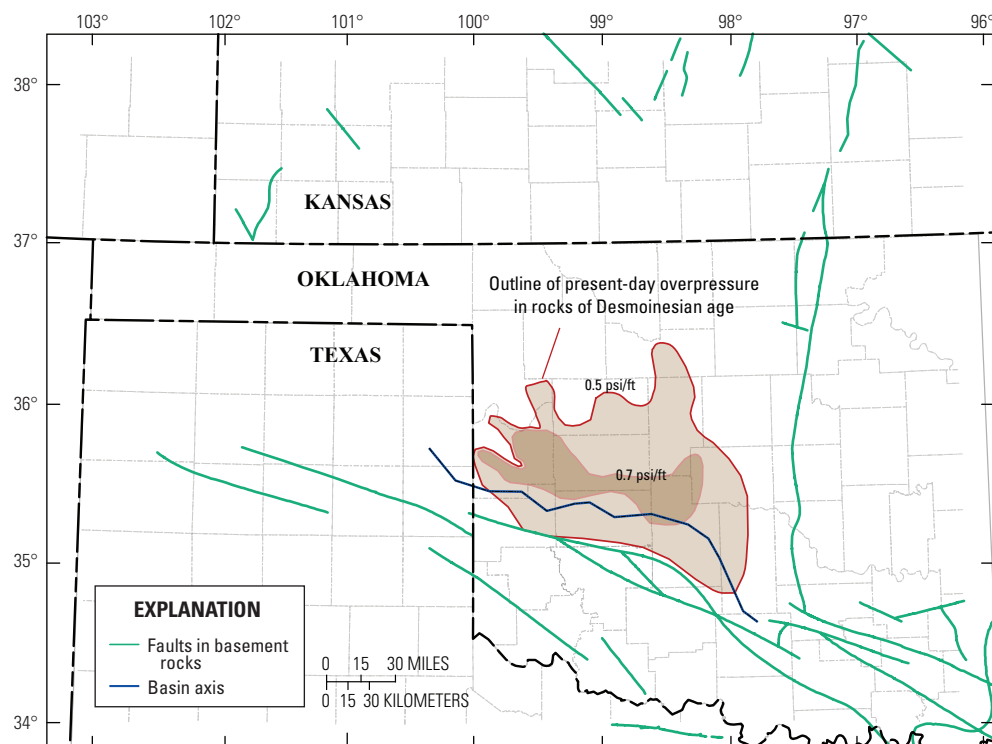 103°
102°
101°
100°
99°
98°
97°
96°
38°
37°
36°
35°
34°
KANSAS
OKLAHOMA
TEXAS
Outline of present-day overpressure
in rocks of Desmoinesian age
0.5 psi/ft
0.7 psi/ft
EXPLANATION
Faults in basement
rocks
Basin axis
0 15 30 MILES
0 15 30 KILOMETERS